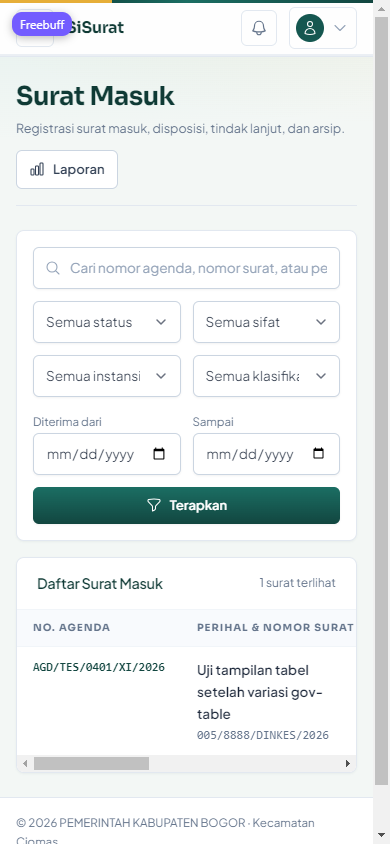 Freebuff
SiSurat
Surat Masuk
Registrasi surat masuk, disposisi, tindak lanjut, dan arsip.
Laporan
Cari nomor agenda, nomor surat, atau pe
Semua status
Semua sifat
Semua instansi
Semua klasifika
Diterima dari
Sampai
mm/dd/yyyy
mm/dd/yyyy
Terapkan
Daftar Surat Masuk
1 surat terlihat
NO. AGENDA
PERIHAL & NOMOR SURAT
AGD/TES/0401/XI/2026
Uji tampilan tabel
setelah variasi gov-
table
005/8888/DINKES/2026
© 2026 PEMERINTAH KABUPATEN BOGOR · Kecamatan
Ciomas